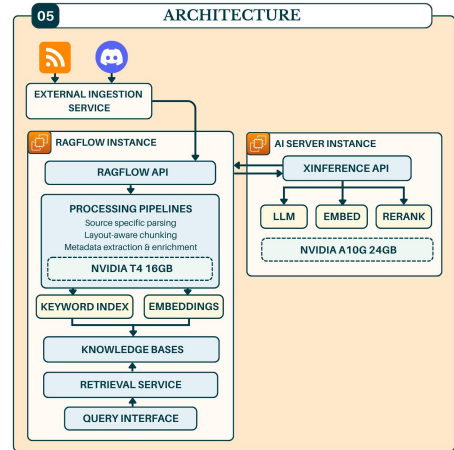 05
ARCHITECTURE
EXTERNAL INGESTION
SERVICE
RAGFLOW INSTANCE
RAGFLOW API
PROCESSING PIPELINES
Source specific parsing
Layout-aware chunking
Metadata extraction & enrichment
NVIDIA T4 16GB
KEYWORD INDEX
EMBEDDINGS
KNOWLEDGE BASES
RETRIEVAL SERVICE
QUERY INTERFACE
AI SERVER INSTANCE
XINFERENCE API
LLM
EMBED
RERANK
NVIDIA A10G 24GB